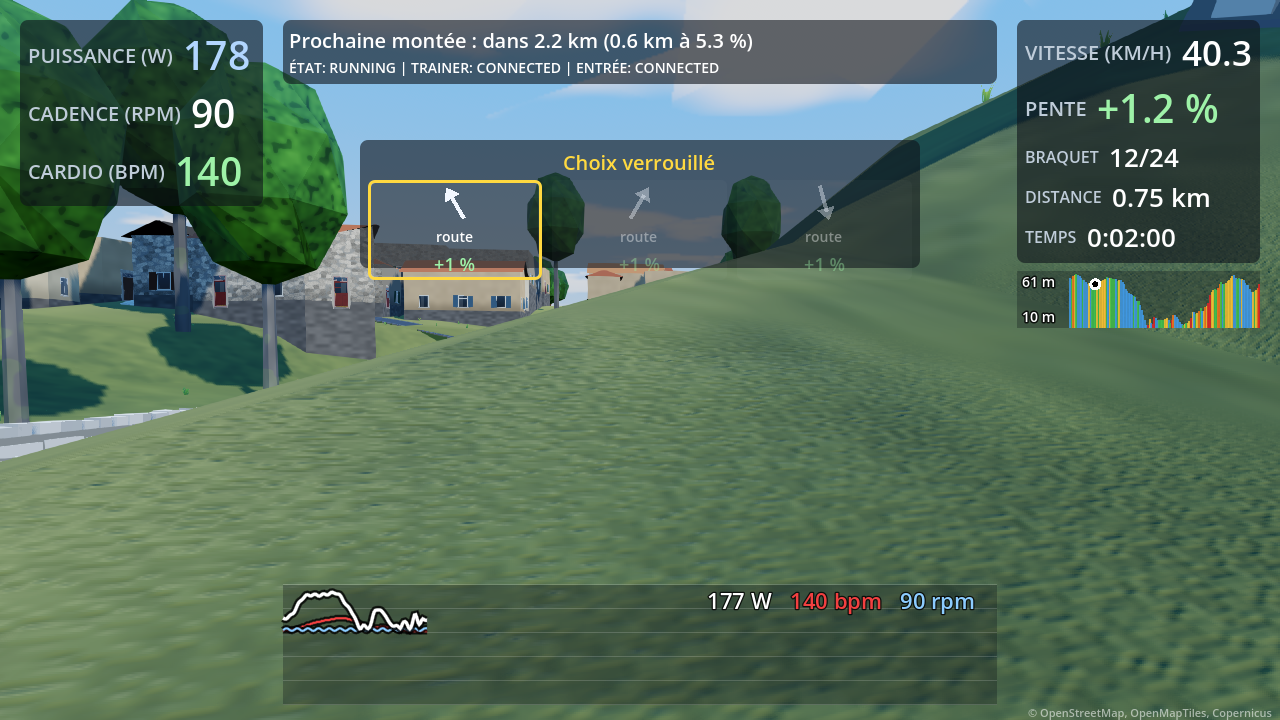 PUISSANCE (W) 178
CADENCE (RPM) 90
CARDIO (BPM) 140
Prochaine montée : dans 2.2 km (0.6 km à 5.3 %)
ÉTAT: RUNNING | TRAINER: CONNECTED | ENTRÉE: CONNECTED
VITESSE (KM/H) 40.3
PENTE +1.2 %
BRAQUET 12/24
DISTANCE 0.75 km
TEMPS 0:02:00
61 m
10 m
Choix verrouillé
route route route
+1 % +1 % +1 %
177 W 140 bpm 90 rpm
© OpenStreetMap, OpenMapTiles, Copernicus